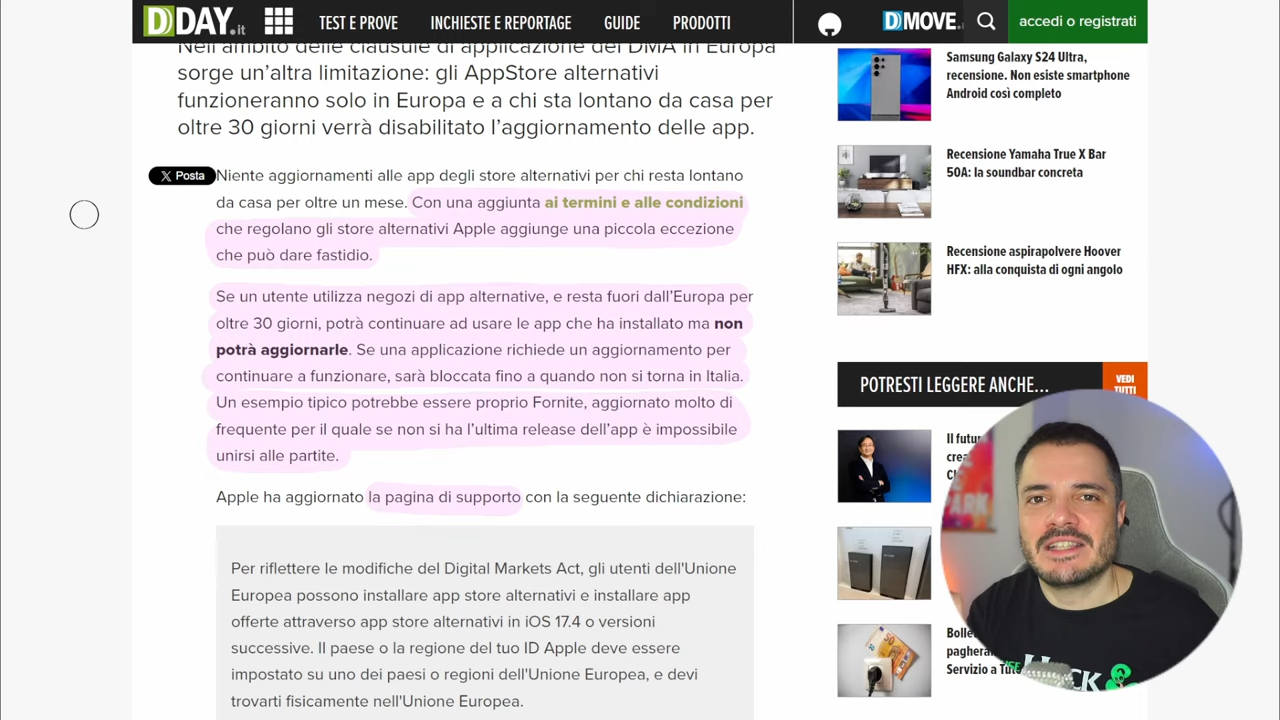 DDAY.it
TEST E PROVE
INCHIESTE E REPORTAGE
GUIDE
PRODOTTI
DMOVE.i
accedi o registrati
Nell'ambito delle clausule di applicazione del DMA in Europa
sorge un'altra limitazione: gli AppStore alternativi
funzioneranno solo in Europa e a chi sta lontano da casa per
oltre 30 giorni verrà disabilitato l'aggiornamento delle app.
Posta
Niente aggiornamenti alle app degli store alternativi per chi resta lontano
da casa per oltre un mese. Con una aggiunta ai termini e alle condizioni
che regolano gli store alternativi Apple aggiunge una piccola eccezione
che può dare fastidio.
Se un utente utilizza negozi di app alternative, e resta fuori dall'Europa per
oltre 30 giorni, potrà continuare ad usare le app che ha installato ma non
potrà aggiornarle. Se una applicazione richiede un aggiornamento per
continuare a funzionare, sarà bloccata fino a quando non si torna in Italia.
Un esempio tipico potrebbe essere proprio Fornite, aggiornato molto di
frequente per il quale se non si ha l'ultima release dell'app è impossibile
unirsi alle partite.
Apple ha aggiornato la pagina di supporto con la seguente dichiarazione:
Per riflettere le modifiche del Digital Markets Act, gli utenti dell'Unione
Europea possono installare app store alternativi e installare app
offerte attraverso app store alternativi in iOS 17.4 o versioni
successive. Il paese o la regione del tuo ID Apple deve essere
impostata su uno dei paesi o regioni dell'Unione Europea, e devi
trovarti fisicamente nell'Unione Europea.
Samsung Galaxy S24 Ultra,
recensione. Non esiste smartphone
Android così completo
Recensione Yamaha True X Bar
50A: la soundbar concreta
Recensione aspirapolvere Hoover
HFX: alla conquista di ogni angolo
POTRESTI LEGGERE ANCHE...
VEDI
TUTTI
Il futu
crea
Bolle
pagheran
Servizio a Tut